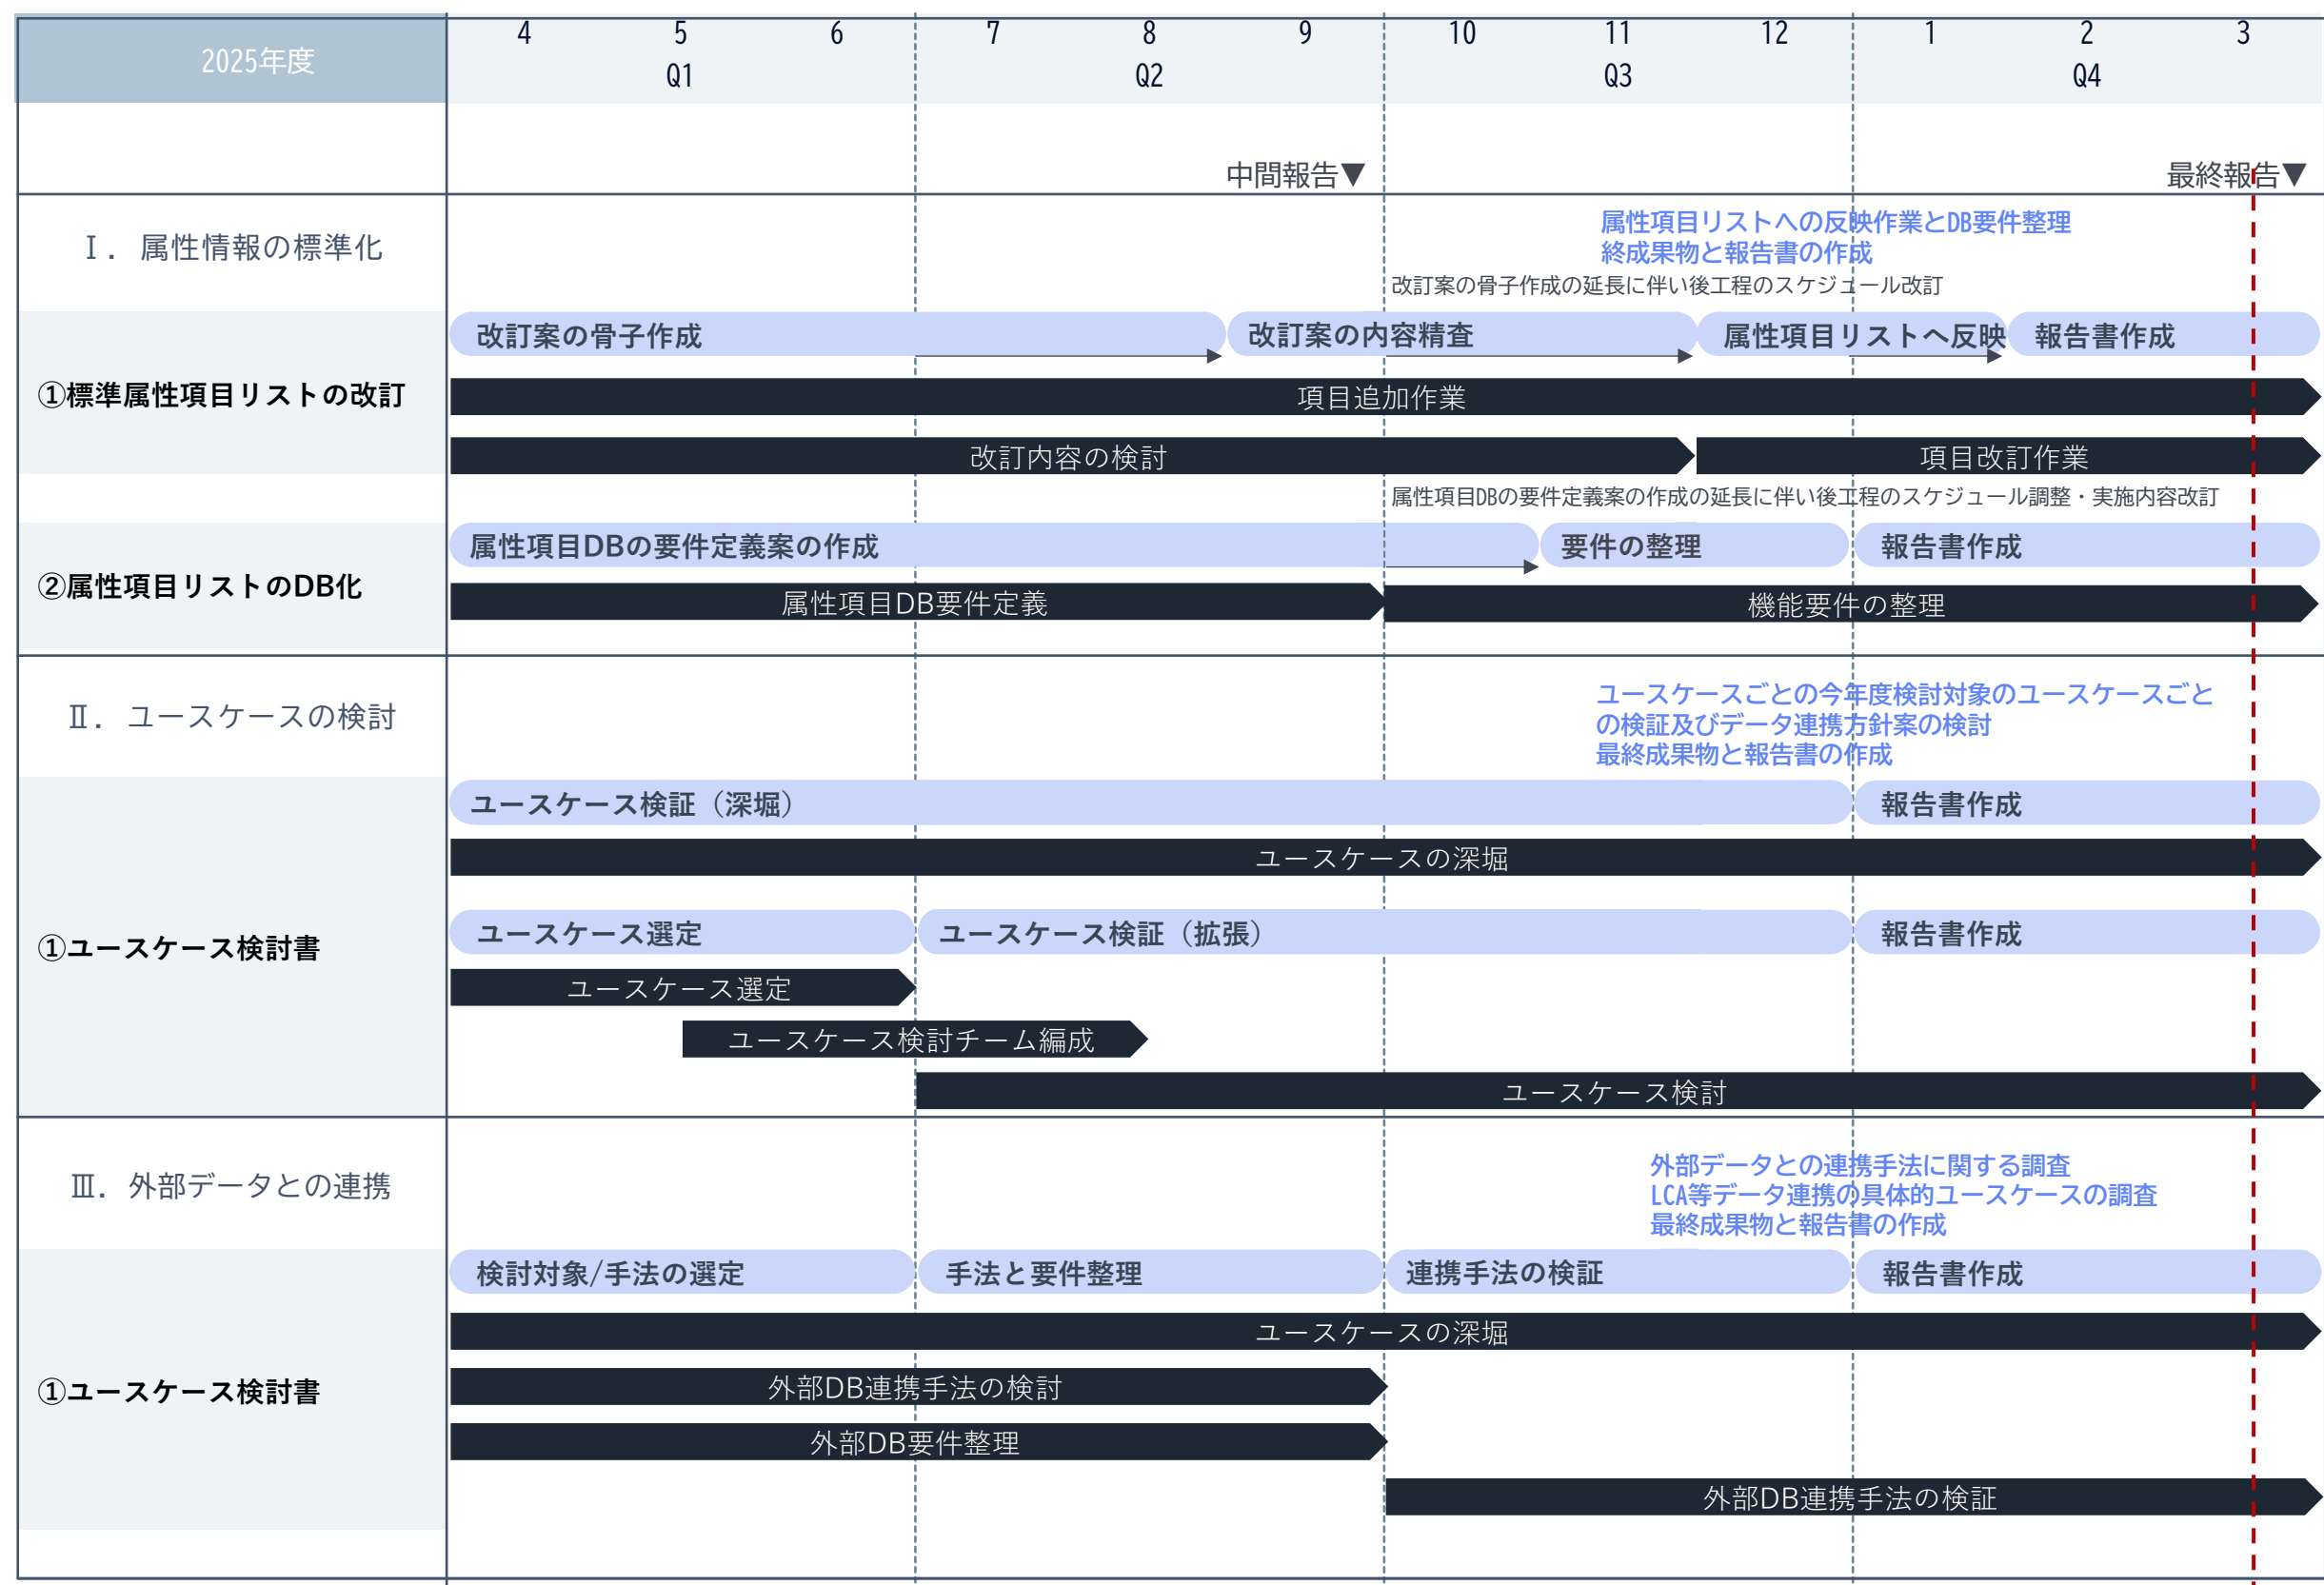 2025年度
4 5 6 7 8 9 10 11 12 1 2 3
Q1 Q2 Q3 Q4
中間報告▼ 最終報告▼
Ⅰ．属性情報の標準化
属性項目リストへの反映作業とDB要件整理
終成果物と報告書の作成
改訂案の骨子作成の延長に伴い後工程のスケジュール改訂
①標準属性項目リストの改訂
改訂案の骨子作成 改訂案の内容精査 属性項目リストへ反映 報告書作成
項目追加作業
改訂内容の検討 項目改訂作業
属性項目DBの要件定義案の作成の延長に伴い後工程のスケジュール調整・実施内容改訂
②属性項目リストのDB化
属性項目DBの要件定義案の作成 要件の整理 報告書作成
属性項目DB要件定義 機能要件の整理
Ⅱ．ユースケースの検討
ユースケースごとの今年度検討対象のユースケースごと
の検証及びデータ連携方針案の検討
最終成果物と報告書の作成
①ユースケース検討書
ユースケース検証（深堀） 報告書作成
ユースケースの深堀
ユースケース選定 ユースケース検証（拡張） 報告書作成
ユースケース選定
ユースケース検討チーム編成
ユースケース検討
Ⅲ．外部データとの連携
外部データとの連携手法に関する調査
LCA等データ連携の具体的ユースケースの調査
最終成果物と報告書の作成
①ユースケース検討書
検討対象/手法の選定 手法と要件整理 連携手法の検証 報告書作成
ユースケースの深堀
外部DB連携手法の検討
外部DB要件整理
外部DB連携手法の検証